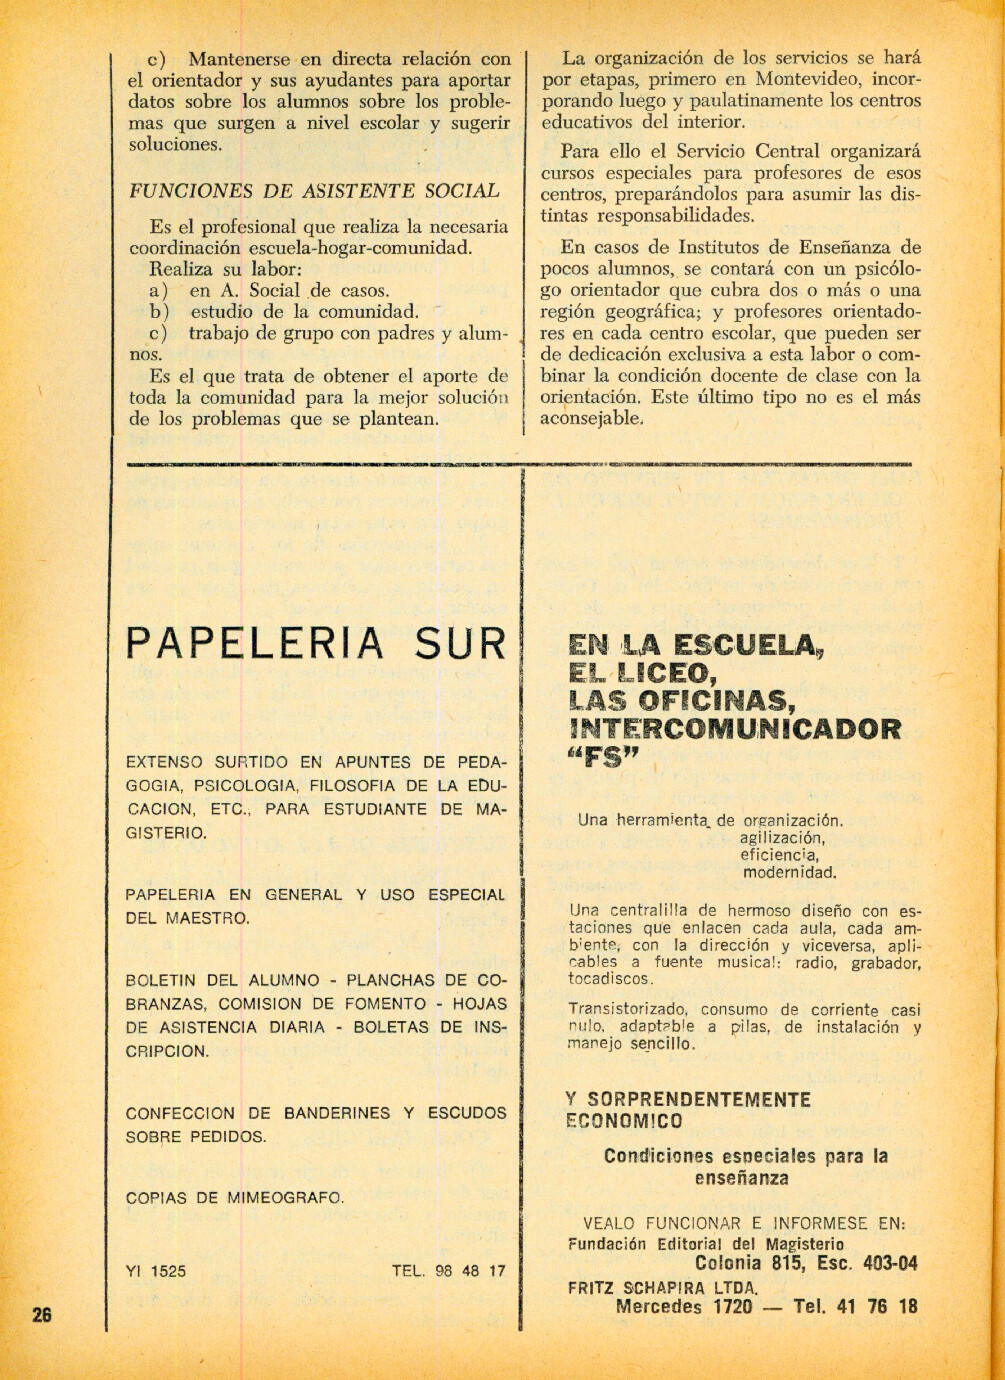 c) Mantenerse en directa relación con
el orientador y sus ayudantes para aportar
datos sobre los alumnos sobre los proble-
mas que surgen a nivel escolar y sugerir
soluciones.
FUNCIONES DE ASISTENTE SOCIAL
Es el profesional que realiza la necesaria
coordinación escuela-hogar-comunidad.
Realiza su labor:
a) en A. Social de casos.
b) estudio de la comunidad.
c) trabajo de grupo con padres y alum-
nos.
Es el que trata de obtener el aporte de
toda la comunidad para la mejor solución
de los problemas que se plantean.
La organización de los servicios se hará
por etapas, primero en Montevideo, incor-
porando luego y paulatinamente los centros
educativos del interior.
Para ello el Servicio Central organizará
cursos especiales para profesores de esos
centros, preparándolos para asumir las dis-
tintas responsabilidades.
En casos de Institutos de Enseñanza de
pocos alumnos, se contará con un psicólo-
go orientador que cubra dos o más o una
región geográfica; y profesores orientado-
res en cada centro escolar, que pueden ser
de dedicación exclusiva a esta labor o com-
binar la condición docente de clase con la
orientación. Este último tipo no es el más
aconsejable.
PAPELERIA SUR
EXTENSO SURTIDO EN APUNTES DE PEDA-
GOGIA, PSICOLOGIA, FILOSOFIA DE LA EDU-
CACION, ETC., PARA ESTUDIANTE DE MA-
GISTERIO.
PAPELERIA EN GENERAL Y USO ESPECIAL
DEL MAESTRO.
BOLETIN DEL ALUMNO - PLANCHAS DE CO-
BRANZAS, COMISION DE FOMENTO - HOJAS
DE ASISTENCIA DIARIA - BOLETAS DE INS-
CRIPCION.
CONFECCION DE BANDERINES Y ESCUDOS
SOBRE PEDIDOS.
COPIAS DE MIMEOGRAFO.
YI 1525 TEL. 98 48 17
EN LA ESCUELA,
EL LICEO,
LAS OFICINAS,
INTERCOMUNICADOR
“FS”
Una herramienta de organización.
agilización,
eficiencia,
modernidad.
Una centralilla de hermoso diseño con es-
taciones que enlacen cada aula, cada am-
biente, con la dirección y viceversa, apli-
cables a fuente musical: radio, grabador,
tocadiscos.
Transistorizado, consumo de corriente casi
nulo, adaptable a pilas, de instalación y
manejo sencillo.
Y SORPRENDENTEMENTE
ECONOMICO
Condiciones especiales para la
enseñanza
VEALO FUNCIONAR E INFORMESE EN:
Fundación Editorial del Magisterio
Colonia 815, Esc. 403-04
FRITZ SCHAPIRA LTDA.
Mercedes 1720 — Tel. 41 76 18
26